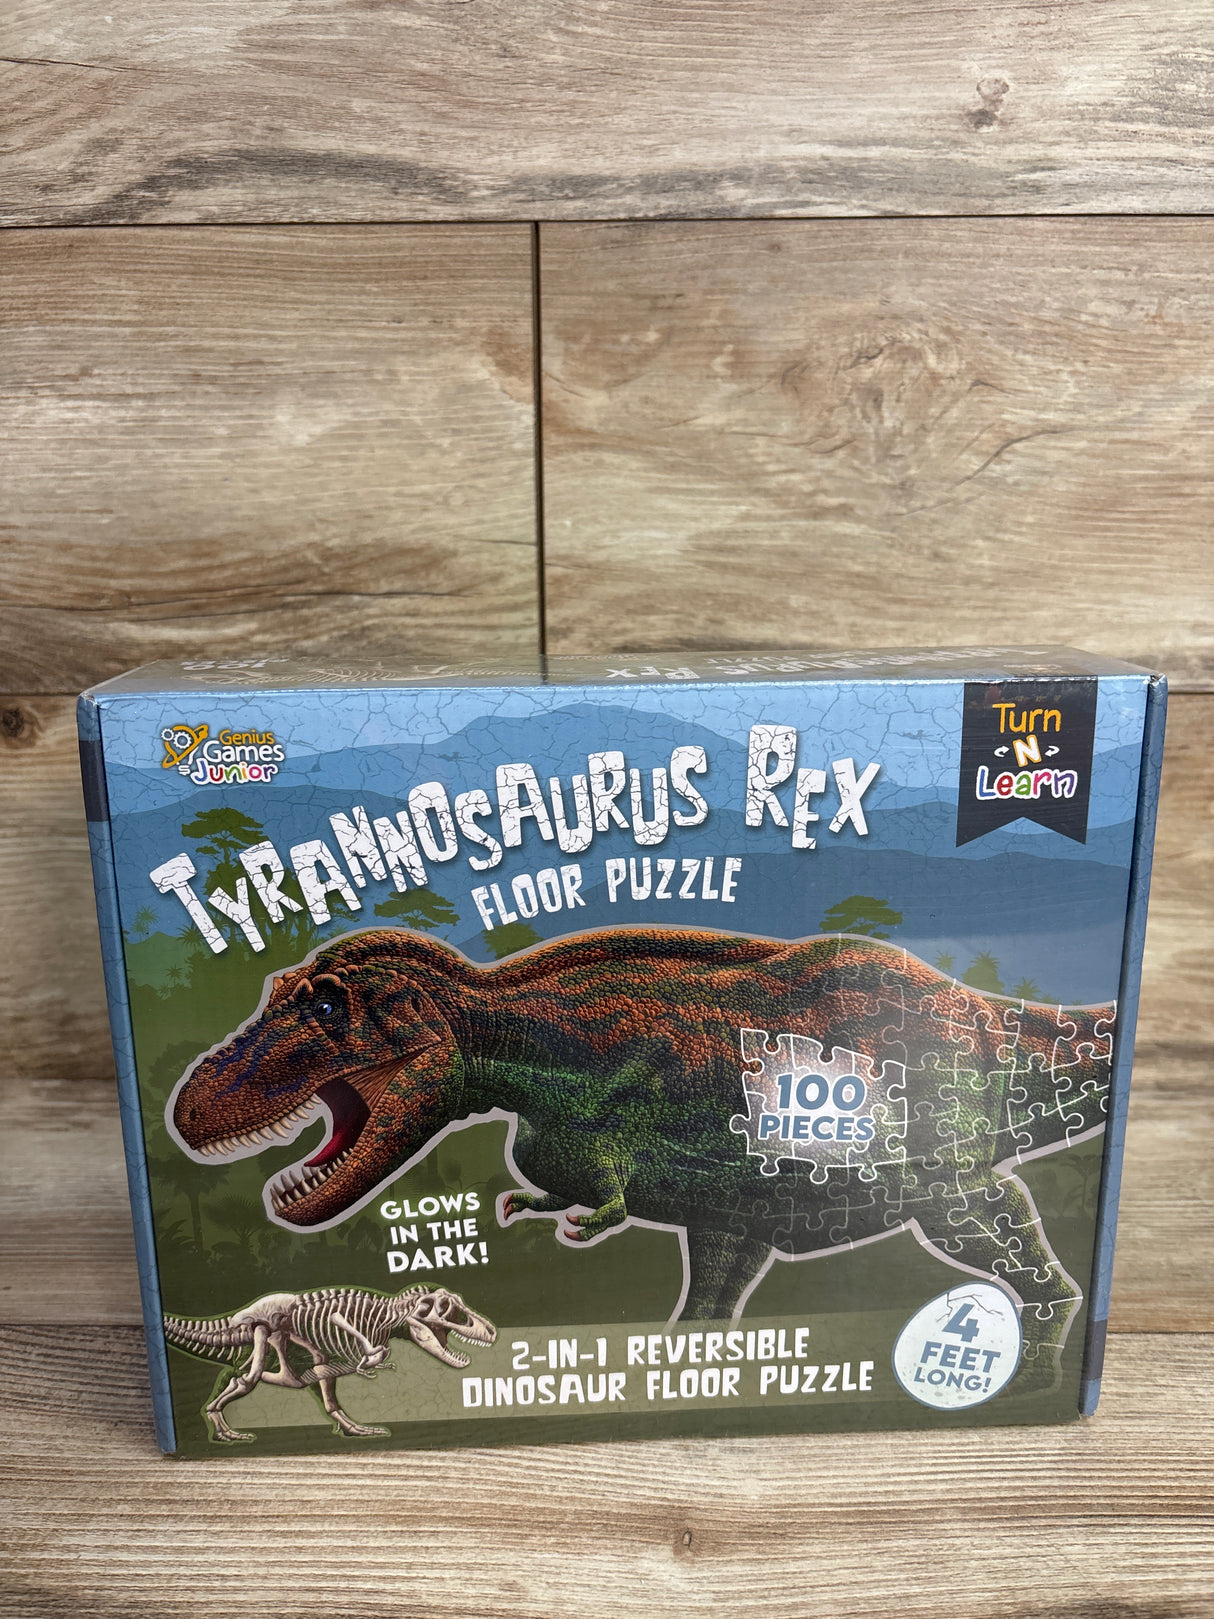 Genius
Games
Junior
Turn
N
Learn
TYRANNOSAURUS REX
FLOOR PUZZLE
100
PIECES
GLOWS
IN THE
DARK!
2-IN-1 REVERSIBLE
DINOSAUR FLOOR PUZZLE
4
FEET
LONG!